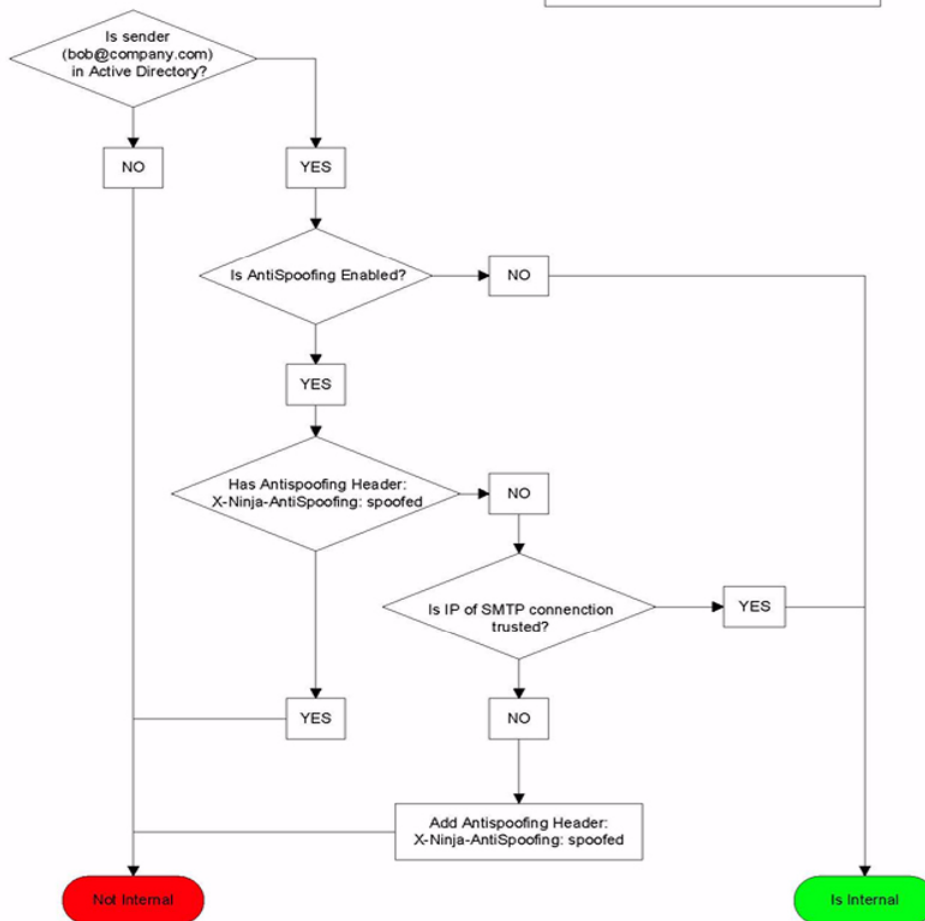 Is sender
(bob@company.com)
in Active Directory?
NO
YES
Is AntiSpoofing Enabled?
NO
YES
Has Antispoofing Header:
X-Ninja-AntiSpoofing: spoofed
NO
Is IP of SMTP connenction
trusted?
YES
YES
NO
Add Antispoofing Header:
X-Ninja-AntiSpoofing: spoofed
Not Internal
Is Internal